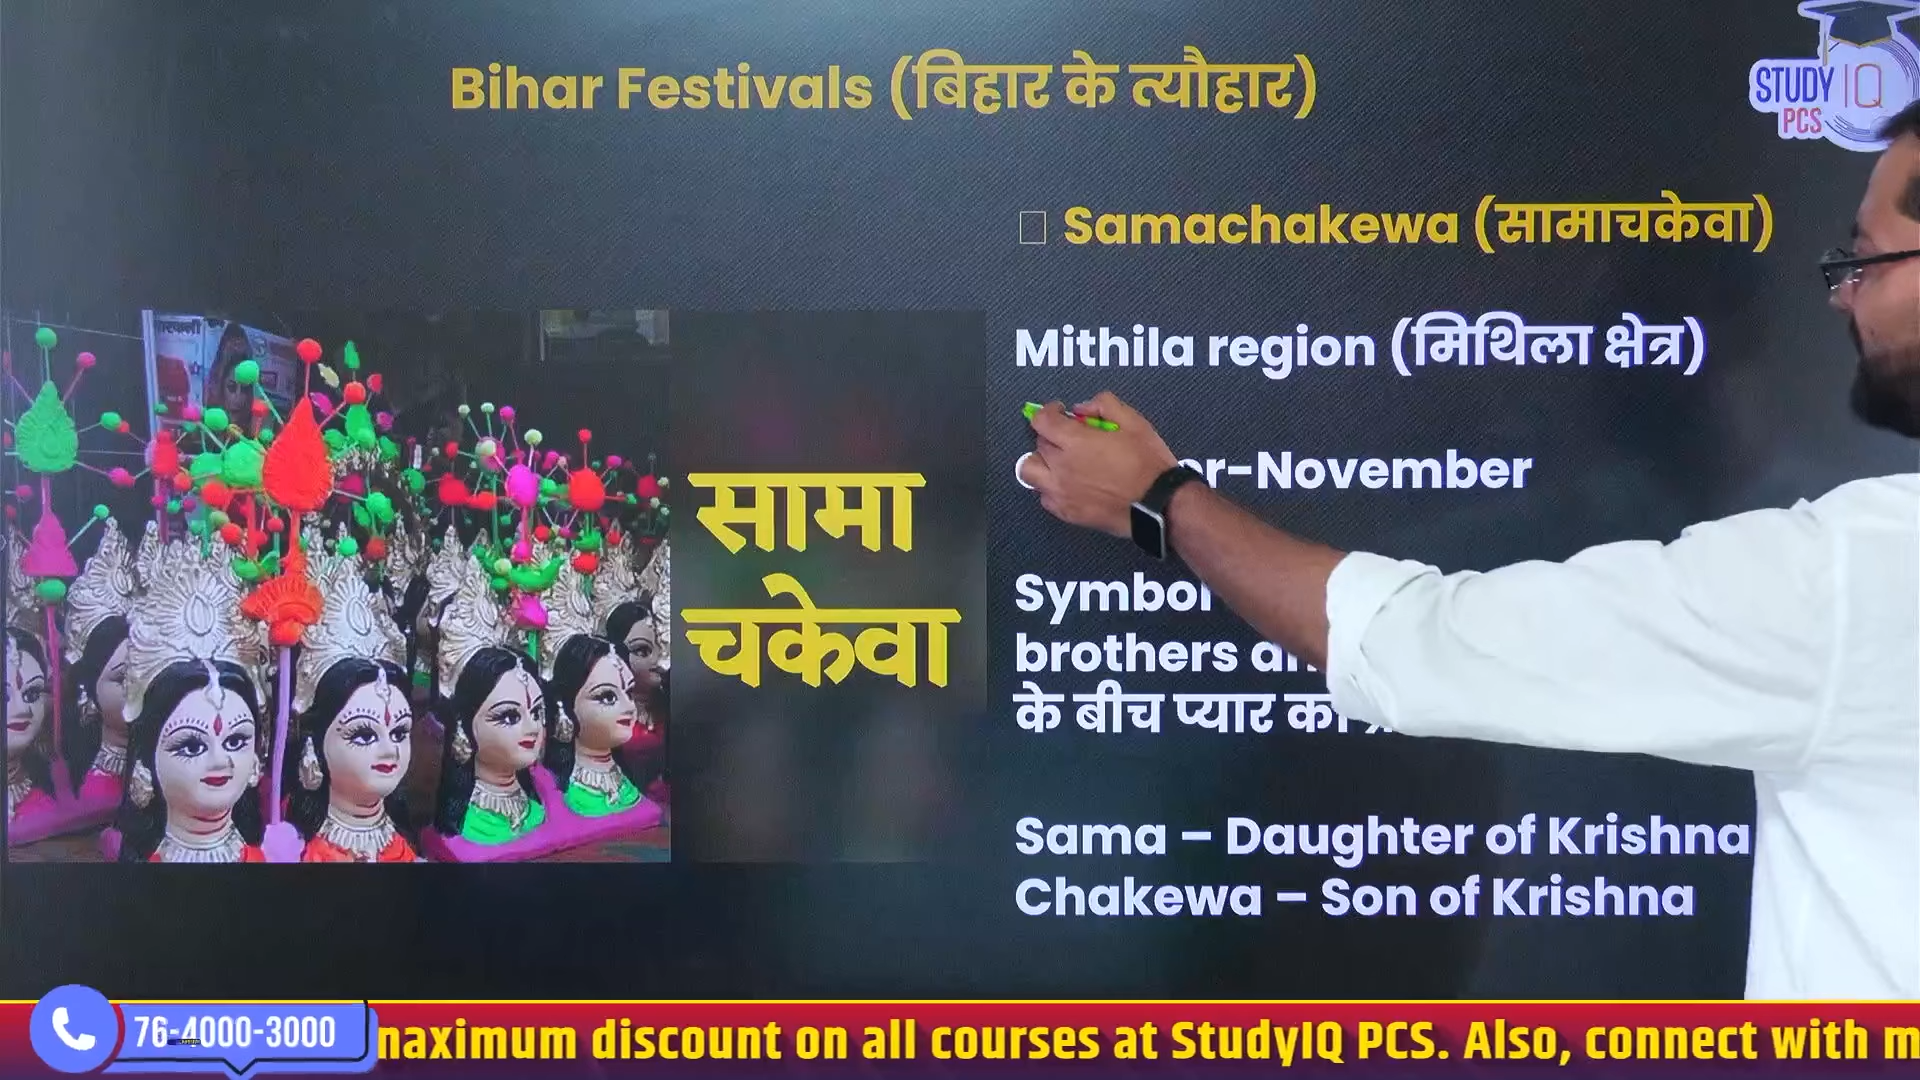 Bihar Festivals (बिहार के त्यौहार)
STUDY IQ
PCS
Samachakewa (सामाचकेवा)
Mithila region (मिथिला क्षेत्र)
-November
Symbol
brothers
के बीच प्यार का
Sama – Daughter of Krishna
Chakewa – Son of Krishna
सामा
चकेवा
76-4000-3000
maximum discount on all courses at StudyIQ PCS. Also, connect with